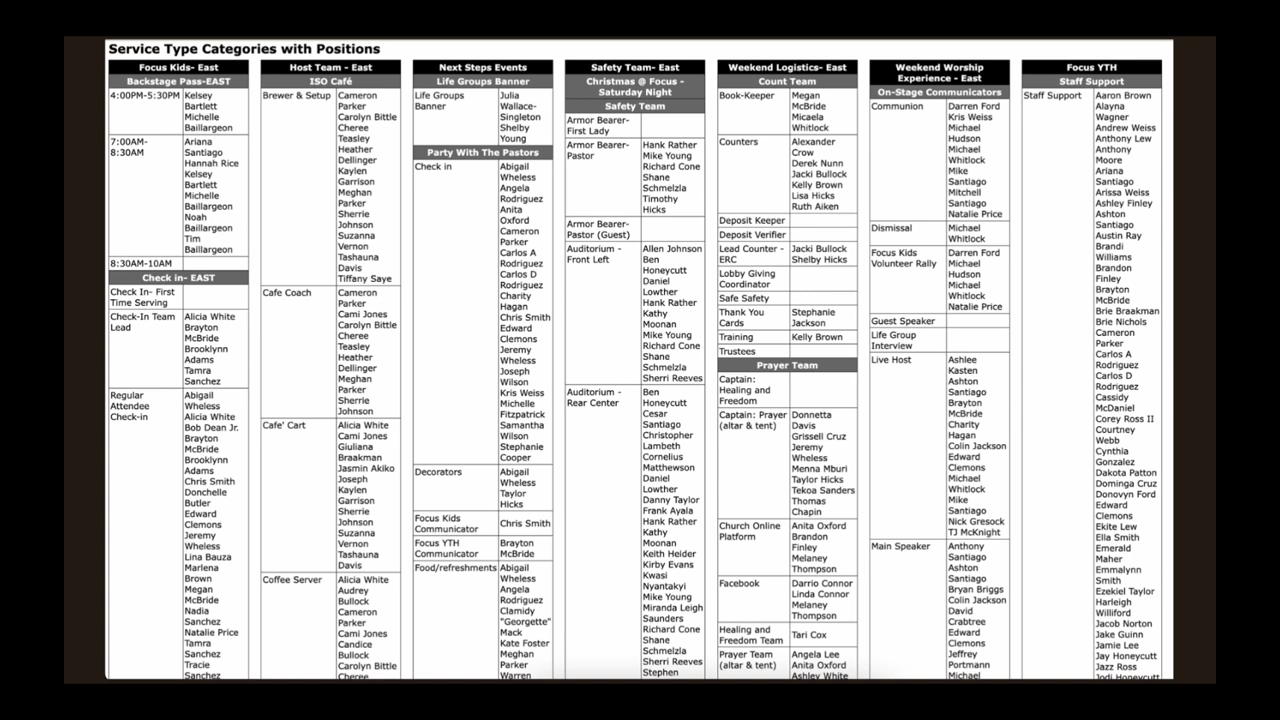 Service Type Categories with Positions
Focus Kids- East
Backstage Pass-EAST
4:00PM-5:30PM
Kelsey
Bartlett
Michelle
Baillargeon
7:00AM-
8:30AM
Ariana
Santiago
Hannah Rice
Kelsey
Bartlett
Michelle
Baillargeon
Noah
Baillargeon
Tim
Baillargeon
8:30AM-10AM
Check in- EAST
Check In- First
Time Serving
Check-In Team
Lead
Alicia White
Brayton
McBride
Brooklynn
Adams
Tamra
Sanchez
Regular
Attendee
Check-in
Abigail
Wheless
Alicia White
Bob Dean Jr.
Brayton
McBride
Brooklynn
Adams
Chris Smith
Donchelle
Butler
Edward
Clemons
Jeremy
Wheless
Lina Bauza
Marlena
Brown
Megan
McBride
Nadia
Sanchez
Natalie Price
Tamra
Sanchez
Tracie
Sanchez
Host Team - East
ISO Café
Brewer & Setup
Cameron
Parker
Carolyn Bittle
Cheree
Teasley
Heather
Dellinger
Kaylen
Garrison
Meghan
Parker
Sherrie
Johnson
Suzanna
Vernon
Tashauna
Davis
Tiffany Saye
Cafe Coach
Cameron
Parker
Cami Jones
Carolyn Bittle
Cheree
Teasley
Heather
Dellinger
Meghan
Parker
Sherrie
Johnson
Cafe' Cart
Alicia White
Cami Jones
Giuliana
Braakman
Jasmin Akiko
Joseph
Kaylen
Garrison
Sherrie
Johnson
Suzanna
Vernon
Tashauna
Davis
Coffee Server
Alicia White
Audrey
Bullock
Cameron
Parker
Cami Jones
Candice
Bullock
Carolyn Bittle
Cheree
Next Steps Events
Life Groups Banner
Life Groups
Banner
Julia
Wallace-
Singleton
Shelby
Young
Party With The Pastors
Check in
Abigail
Wheless
Angela
Rodriguez
Anita
Oxford
Cameron
Parker
Carlos A
Rodriguez
Carlos D
Rodriguez
Charity
Hagan
Chris Smith
Edward
Clemons
Jeremy
Wheless
Joseph
Wilson
Kris Weiss
Michelle
Fitzpatrick
Samantha
Wilson
Stephanie
Cooper
Decorators
Abigail
Wheless
Taylor
Hicks
Focus Kids
Communicator
Chris Smith
Focus YTH
Communicator
Brayton
McBride
Food/refreshments
Abigail
Wheless
Angela
Rodriguez
Clamidy
"Georgette"
Mack
Kate Foster
Meghan
Parker
Warren
Safety Team- East
Christmas @ Focus -
Saturday Night
Safety Team
Armor Bearer-
First Lady
Armor Bearer-
Pastor
Hank Rather
Mike Young
Richard Cone
Shane
Schmelzla
Timothy
Hicks
Armor Bearer-
Pastor (Guest)
Auditorium -
Front Left
Allen Johnson
Ben
Honeycutt
Daniel
Lowther
Hank Rather
Kathy
Moonan
Mike Young
Richard Cone
Shane
Schmelzla
Sherri Reeves
Auditorium -
Rear Center
Ben
Honeycutt
Cesar
Santiago
Christopher
Lambeth
Cornelius
Matthewson
Daniel
Lowther
Danny Taylor
Frank Ayala
Hank Rather
Kathy
Moonan
Keith Heider
Kirby Evans
Kwasi
Nyantakyi
Mike Young
Miranda Leigh
Saunders
Richard Cone
Shane
Schmelzla
Sherri Reeves
Stephen
Weekend Logistics- East
Count Team
Book-Keeper
Megan
McBride
Micaela
Whitlock
Counters
Alexander
Crow
Derek Nunn
Jacki Bullock
Kelly Brown
Lisa Hicks
Ruth Aiken
Deposit Keeper
Deposit Verifier
Lead Counter -
ERC
Jacki Bullock
Shelby Hicks
Lobby Giving
Coordinator
Safe Safety
Thank You
Cards
Stephanie
Jackson
Training
Kelly Brown
Trustees
Prayer Team
Captain:
Healing and
Freedom
Captain: Prayer
(altar & tent)
Donnetta
Davis
Grissell Cruz
Jeremy
Wheless
Menna Mburi
Taylor Hicks
Tekoa Sanders
Thomas
Chapin
Church Online
Platform
Anita Oxford
Brandon
Finley
Melaney
Thompson
Facebook
Darrio Connor
Linda Connor
Melaney
Thompson
Healing and
Freedom Team
Tari Cox
Prayer Team
(altar & tent)
Angela Lee
Anita Oxford
Ashley White
Weekend Worship
Experience - East
On-Stage Communicators
Communion
Darren Ford
Kris Weiss
Michael
Hudson
Michael
Whitlock
Mike
Santiago
Mitchell
Santiago
Natalie Price
Dismissal
Michael
Whitlock
Focus Kids
Volunteer Rally
Darren Ford
Michael
Hudson
Michael
Whitlock
Natalie Price
Guest Speaker
Life Group
Interview
Live Host
Ashlee
Kasten
Ashton
Santiago
Brayton
McBride
Charity
Hagan
Colin Jackson
Edward
Clemons
Michael
Whitlock
Mike
Santiago
Nick Gresock
TJ McKnight
Main Speaker
Anthony
Santiago
Ashton
Santiago
Bryan Briggs
Colin Jackson
David
Crabtree
Edward
Clemons
Jeffrey
Portmann
Michael
Focus YTH
Staff Support
Staff Support
Aaron Brown
Alayna
Wagner
Andrew Weiss
Anthony Lew
Anthony
Moore
Ariana
Santiago
Arissa Weiss
Ashley Finley
Ashton
Santiago
Austin Ray
Brandi
Williams
Brandon
Finley
Brayton
McBride
Brie Braakman
Brie Nichols
Cameron
Parker
Carlos A
Rodriguez
Carlos D
Rodriguez
Cassidy
McDaniel
Corey Ross II
Courtney
Webb
Cynthia
Gonzalez
Dakota Patton
Dominga Cruz
Donovyn Ford
Edward
Clemons
Ekite Lew
Ella Smith
Emerald
Maher
Emmalynn
Smith
Ezekiel Taylor
Harleigh
Williford
Jacob Norton
Jake Guinn
Jamie Lee
Jay Honeycutt
Jazz Ross
Jodi Honeycutt